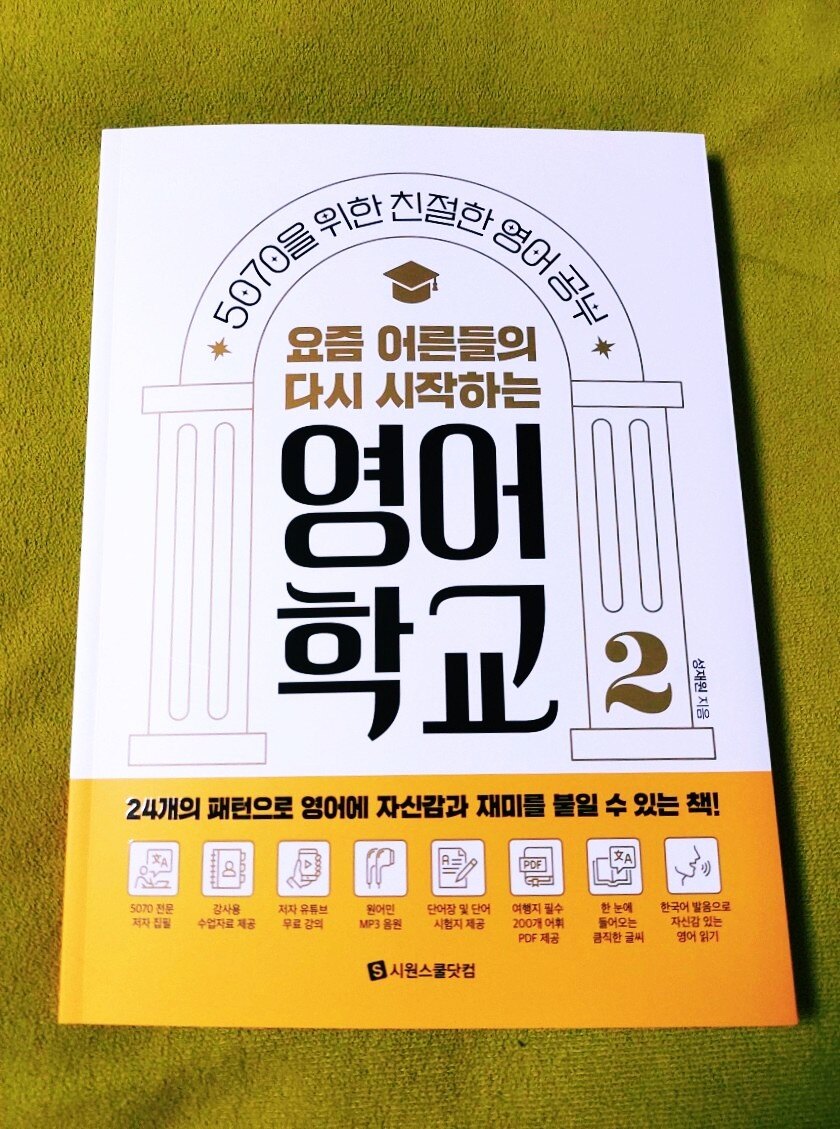 5070을 위한 친절한 영어 공부
요즘 어른들의
다시 시작하는
영어
학교
2
성재원 지음
24개의 패턴으로 영어에 자신감과 재미를 붙일 수 있는 책!
文A
A
PDF
文A
5070 전문
저자 집필
강사용
수업자료 제공
저자 유튜브
무료 강의
원어민
MP3 음원
단어장 및 단어
시험지 제공
여행지 필수
200개 어휘
PDF 제공
한 눈에
들어오는
큼직한 글씨
한국어 발음으로
자신감 있는
영어 읽기
S 시원스쿨닷컴